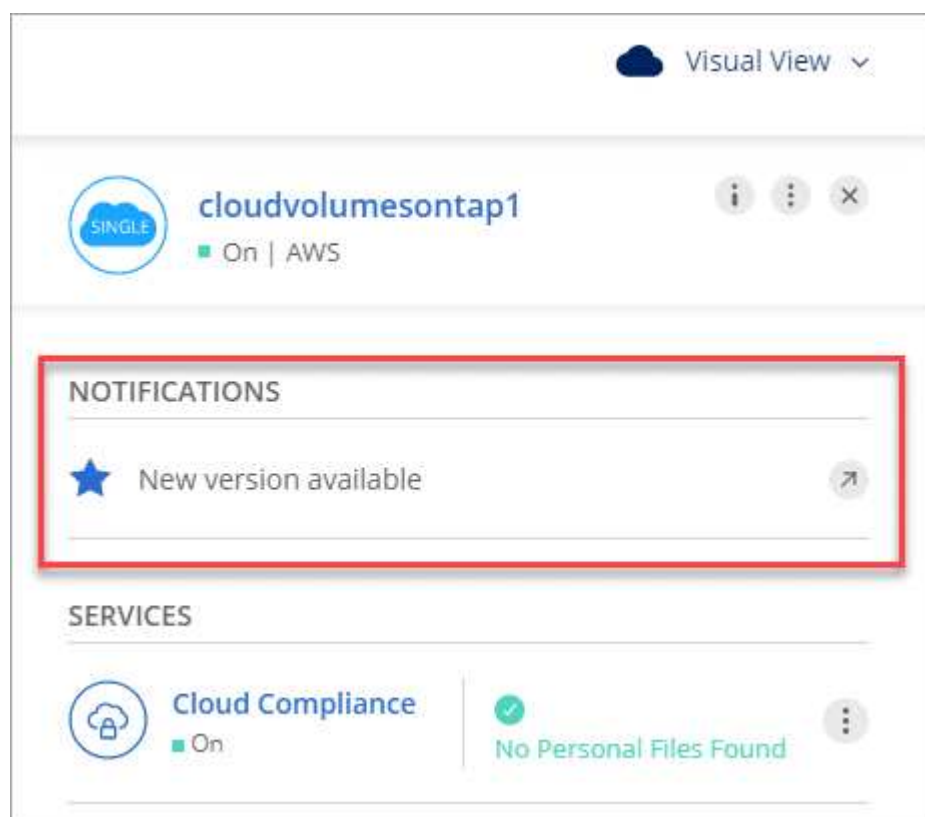 Visual View
SINGLE
cloudvolumesontap1
On | AWS
NOTIFICATIONS
New version available
SERVICES
Cloud Compliance
On
No Personal Files Found